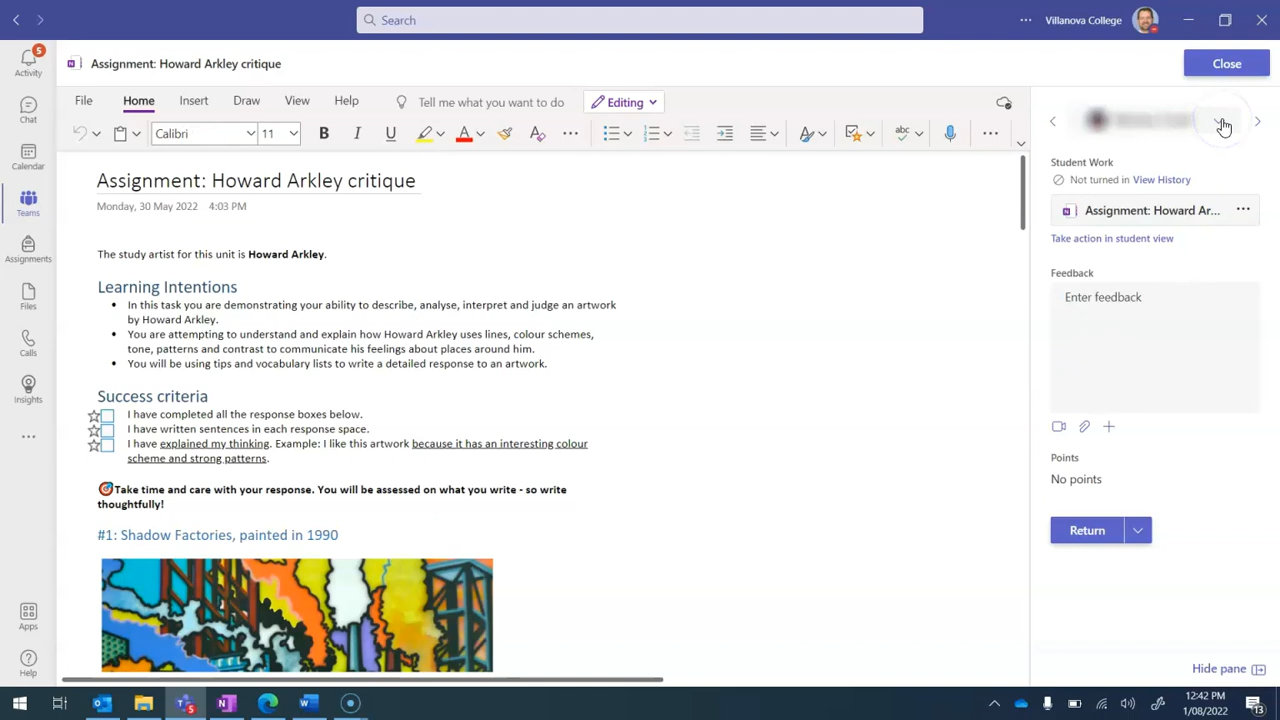 Search
Villanova College
5
Activity
Chat
Calendar
Teams
Assignments
Files
Calls
Insights
Apps
Help
Assignment: Howard Arkley critique
Close
File Home Insert Draw View Help Tell me what you want to do Editing
Calibri 11 B I U A A abc
Assignment: Howard Arkley critique
Monday, 30 May 2022 4:03 PM
The study artist for this unit is Howard Arkley.
Learning Intentions
• In this task you are demonstrating your ability to describe, analyse, interpret and judge an artwork
by Howard Arkley.
• You are attempting to understand and explain how Howard Arkley uses lines, colour schemes,
tone, patterns and contrast to communicate his feelings about places around him.
• You will be using tips and vocabulary lists to write a detailed response to an artwork.
Success criteria
I have completed all the response boxes below.
I have written sentences in each response space.
I have explained my thinking. Example: I like this artwork because it has an interesting colour
scheme and strong patterns.
Take time and care with your response. You will be assessed on what you write - so write
thoughtfully!
#1: Shadow Factories, painted in 1990
Student Work
Not turned in View History
Assignment: Howard Ar...
Take action in student view
Feedback
Enter feedback
Points
No points
Return
Hide pane
12:42 PM
1/08/2022
13